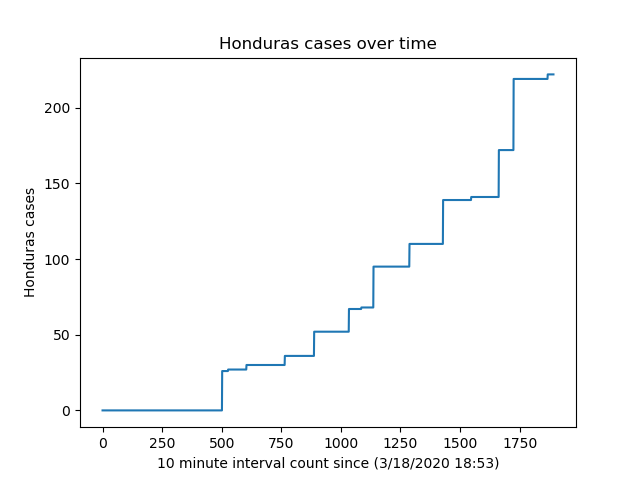 Honduras cases over time
Honduras cases
200
150
100
50
0
0 250 500 750 1000 1250 1500 1750
10 minute interval count since (3/18/2020 18:53)